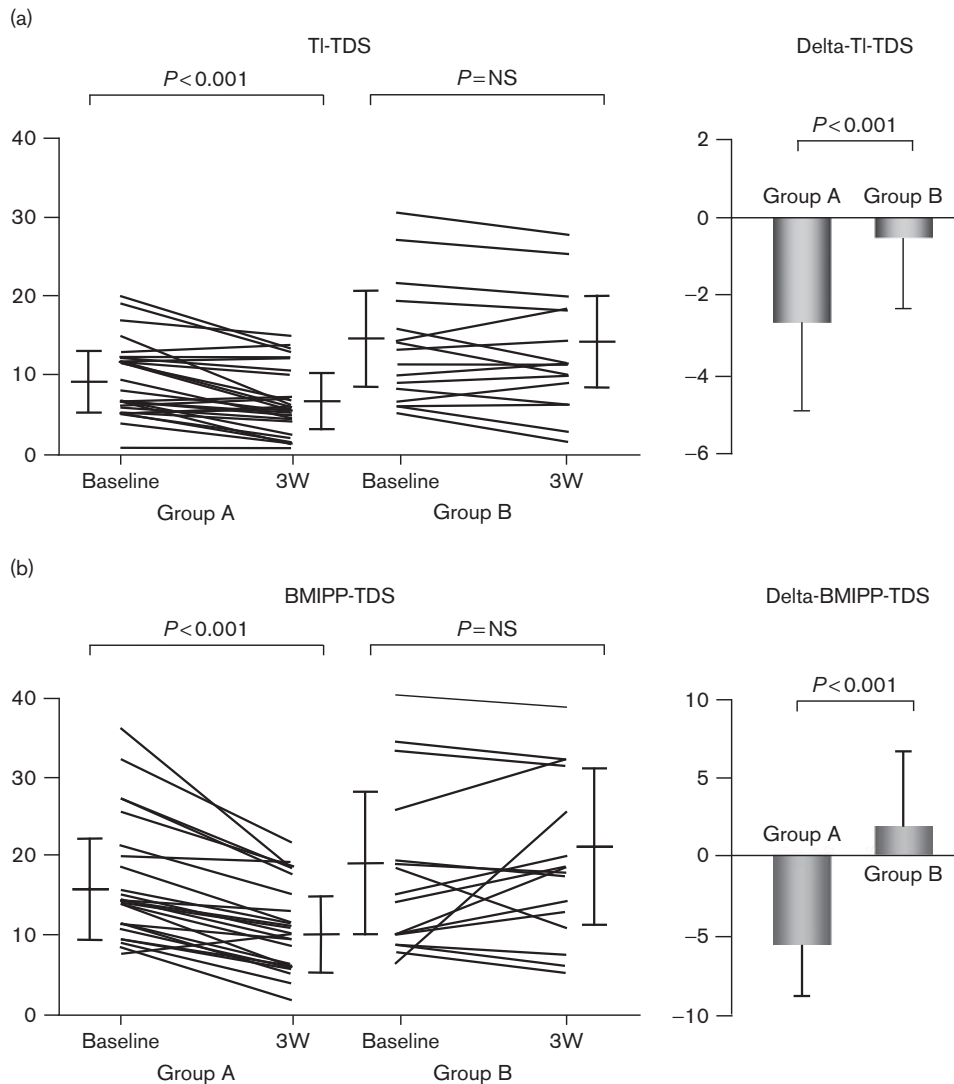 (a)
Tl-TDS
Delta-Tl-TDS
P<0.001
P=NS
P<0.001
40
30
20
10
0
Baseline
3W
Baseline
3W
Group A
Group B
2
0
−2
−4
−6
Group A
Group B
(b)
BMIPP-TDS
Delta-BMIPP-TDS
P<0.001
P=NS
P<0.001
40
30
20
10
0
Baseline
3W
Baseline
3W
Group A
Group B
10
5
0
−5
−10
Group A
Group B